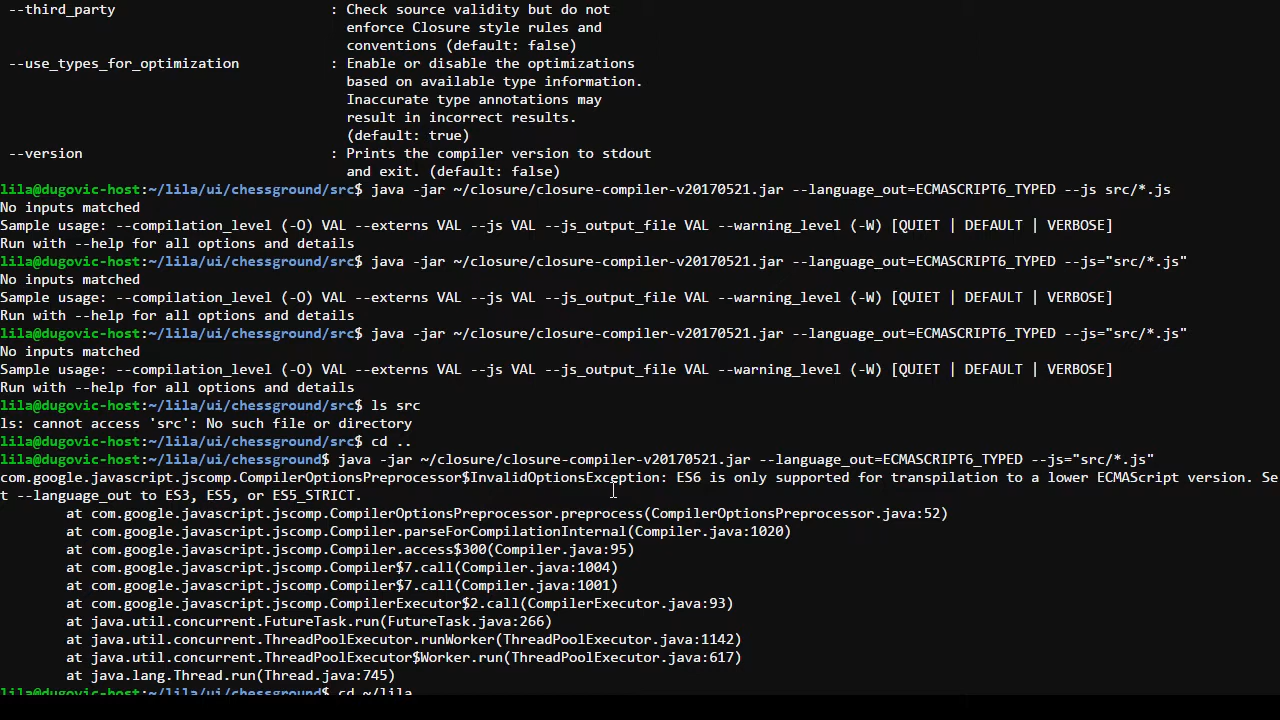 --third_party : Check source validity but do not
enforce Closure style rules and
conventions (default: false)
--use_types_for_optimization : Enable or disable the optimizations
based on available type information.
Inaccurate type annotations may
result in incorrect results.
(default: true)
--version : Prints the compiler version to stdout
and exit. (default: false)
lila@dugovic-host:~/lila/ui/chessground/src$ java -jar ~/closure/closure-compiler-v20170521.jar --language_out=ECMASCRIPT6_TYPED --js src/*.js
No inputs matched
Sample usage: --compilation_level (-O) VAL --externs VAL --js VAL --js_output_file VAL --warning_level (-W) [QUIET | DEFAULT | VERBOSE]
Run with --help for all options and details
lila@dugovic-host:~/lila/ui/chessground/src$ java -jar ~/closure/closure-compiler-v20170521.jar --language_out=ECMASCRIPT6_TYPED --js="src/*.js"
No inputs matched
Sample usage: --compilation_level (-O) VAL --externs VAL --js VAL --js_output_file VAL --warning_level (-W) [QUIET | DEFAULT | VERBOSE]
Run with --help for all options and details
lila@dugovic-host:~/lila/ui/chessground/src$ java -jar ~/closure/closure-compiler-v20170521.jar --language_out=ECMASCRIPT6_TYPED --js="src/*.js"
No inputs matched
Sample usage: --compilation_level (-O) VAL --externs VAL --js VAL --js_output_file VAL --warning_level (-W) [QUIET | DEFAULT | VERBOSE]
Run with --help for all options and details
lila@dugovic-host:~/lila/ui/chessground/src$ ls src
ls: cannot access 'src': No such file or directory
lila@dugovic-host:~/lila/ui/chessground/src$ cd ..
lila@dugovic-host:~/lila/ui/chessground$ java -jar ~/closure/closure-compiler-v20170521.jar --language_out=ECMASCRIPT6_TYPED --js="src/*.js"
com.google.javascript.jscomp.CompilerOptionsPreprocessor$InvalidOptionsException: ES6 is only supported for transpilation to a lower ECMAScript version. Se
t --language_out to ES3, ES5, or ES5_STRICT.
at com.google.javascript.jscomp.CompilerOptionsPreprocessor.preprocess(CompilerOptionsPreprocessor.java:52)
at com.google.javascript.jscomp.Compiler.parseForCompilationInternal(Compiler.java:1020)
at com.google.javascript.jscomp.Compiler.access$300(Compiler.java:95)
at com.google.javascript.jscomp.Compiler$7.call(Compiler.java:1004)
at com.google.javascript.jscomp.Compiler$7.call(Compiler.java:1001)
at com.google.javascript.jscomp.CompilerExecutor$2.call(CompilerExecutor.java:93)
at java.util.concurrent.FutureTask.run(FutureTask.java:266)
at java.util.concurrent.ThreadPoolExecutor.runWorker(ThreadPoolExecutor.java:1142)
at java.util.concurrent.ThreadPoolExecutor$Worker.run(ThreadPoolExecutor.java:617)
at java.lang.Thread.run(Thread.java:745)
lila@dugovic-host:~/lila/ui/chessground$ cd ~/lila